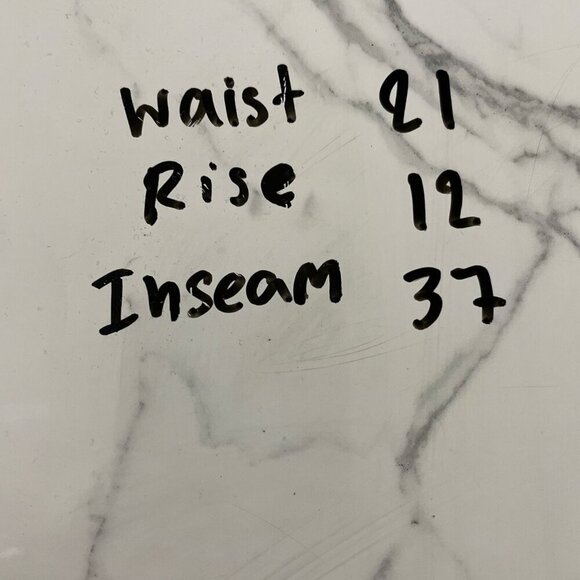 Waist 21
Rise 12
Inseam 37